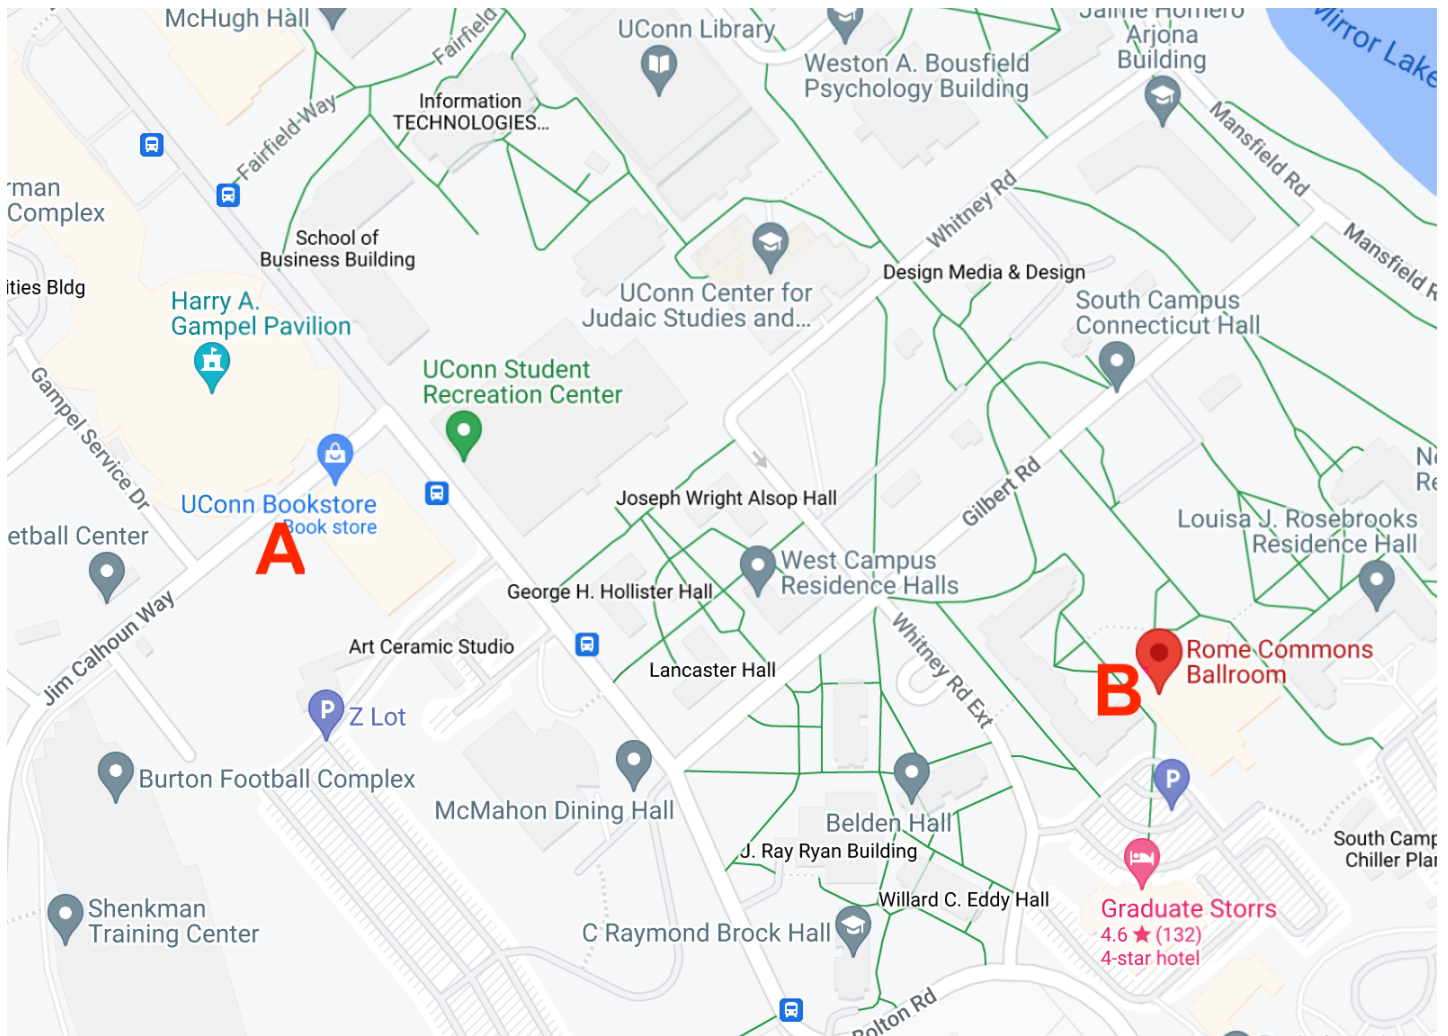 McHugh Hall
Fairfield
UConn Library
Jaime Homero
Arjona
Building
Mirror Lake
Weston A. Bousfield
Psychology Building
Information
TECHNOLOGIES...
Fairfield Way
Mansfield Rd
rman
Complex
Whitney Rd
School of
Business Building
Mansfield R
ities Bldg
Design Media & Design
Harry A.
Gampel Pavilion
UConn Center for
Judaic Studies and...
South Campus
Connecticut Hall
UConn Student
Recreation Center
Gampel Service Dr
UConn Bookstore
Book store
Joseph Wright Alsop Hall
Gilbert Rd
No
Re
Louisa J. Rosebrooks
Residence Hall
etball Center
A
West Campus
Residence Halls
George H. Hollister Hall
Jim Calhoun Way
Art Ceramic Studio
Lancaster Hall
Whitney Rd Ext
B
Rome Commons
Ballroom
P
Z Lot
Burton Football Complex
P
McMahon Dining Hall
Belden Hall
J. Ray Ryan Building
South Camp
Chiller Plan
Willard C. Eddy Hall
Shenkman
Training Center
C Raymond Brock Hall
Graduate Storrs
4.6 ★ (132)
4-star hotel
Bolton Rd